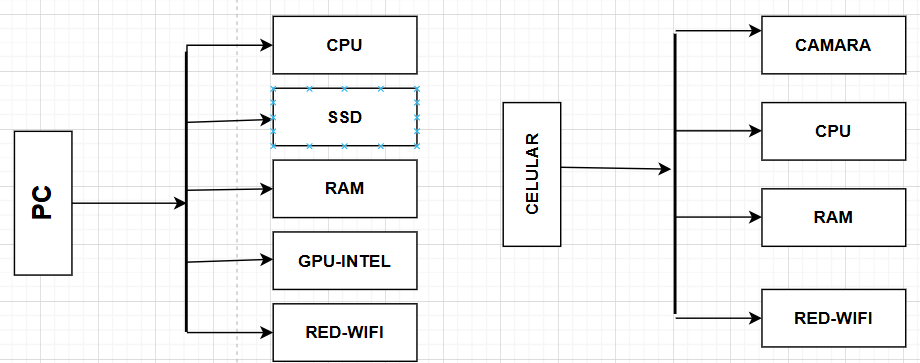 PC
CPU
SSD
RAM
GPU-INTEL
RED-WIFI
CELULAR
CAMARA
CPU
RAM
RED-WIFI